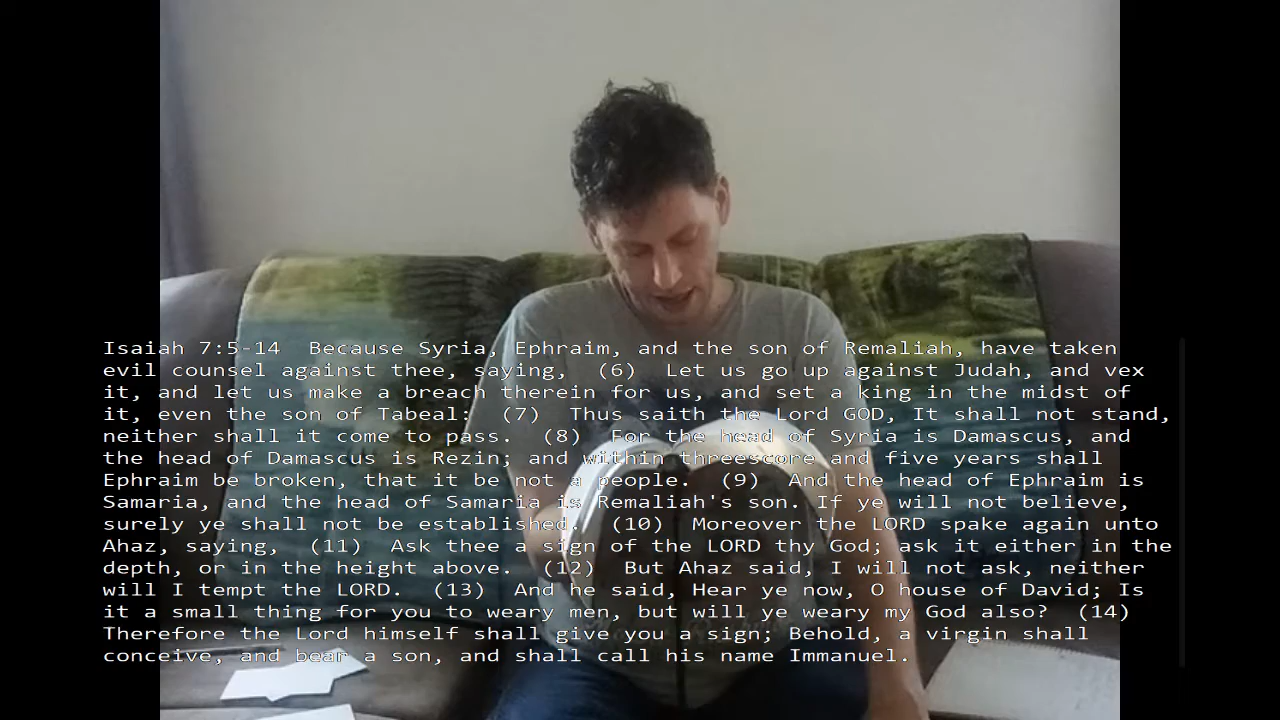 Isaiah 7:5-14  Because Syria, Ephraim, and the son of Remaliah, have taken
evil counsel against thee, saying,  (6)  Let us go up against Judah, and vex
it, and let us make a breach therein for us, and set a king in the midst of
it, even the son of Tabeal:  (7)  Thus saith the Lord GOD, It shall not stand,
neither shall it come to pass.  (8)  For the head of Syria is Damascus, and
the head of Damascus is Rezin; and within threescore and five years shall
Ephraim be broken, that it be not a people.  (9)  And the head of Ephraim is
Samaria, and the head of Samaria is Remaliah's son. If ye will not believe,
surely ye shall not be established.  (10)  Moreover the LORD spake again unto
Ahaz, saying,  (11)  Ask thee a sign of the LORD thy God; ask it either in the
depth, or in the height above.  (12)  But Ahaz said, I will not ask, neither
will I tempt the LORD.  (13)  And he said, Hear ye now, O house of David; Is
it a small thing for you to weary men, but will ye weary my God also?  (14)
Therefore the Lord himself shall give you a sign; Behold, a virgin shall
conceive, and bear a son, and shall call his name Immanuel.